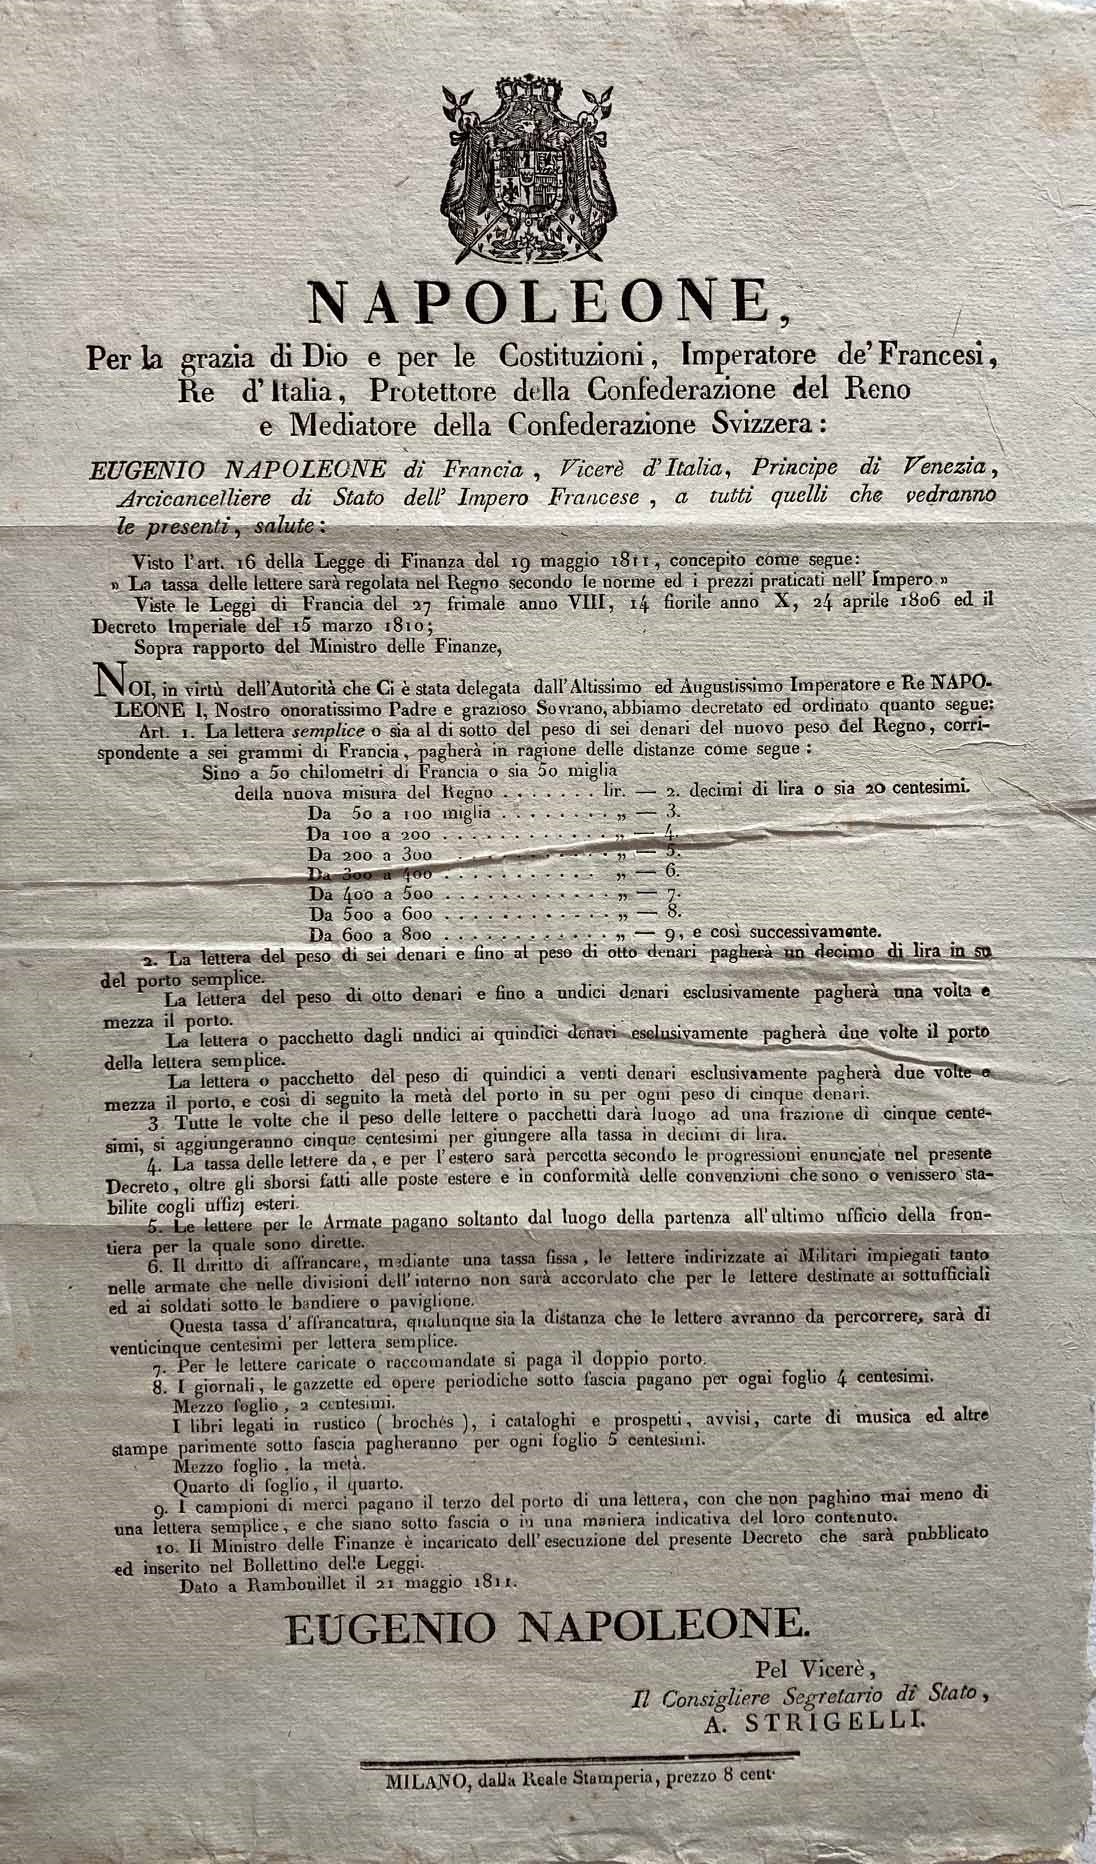 NAPOLEONE,
Per la grazia di Dio e per le Costituzioni, Imperatore de' Francesi,
Re d'Italia, Protettore della Confederazione del Reno
e Mediatore della Confederazione Svizzera:
EUGENIO NAPOLEONE di Francia, Vicerè d'Italia, Principe di Venezia,
Arcicancelliere di Stato dell' Impero Francese, a tutti quelli che vedranno
le presenti, salute:
Visto l'art. 16 della Legge di Finanza del 19 maggio 1811, concepito come segue:
» La tassa delle lettere sarà regolata nel Regno secondo le norme ed i prezzi praticati nell' Impero »
Viste le Leggi di Francia del 27 frimale anno VIII, 14 fiorile anno X, 24 aprile 1806 ed il
Decreto Imperiale del 15 marzo 1810;
Sopra rapporto del Ministro delle Finanze,
NOI, in virtù dell'Autorità che Ci è stata delegata dall'Altissimo ed Augustissimo Imperatore e Re NAPO-
LEONE I, Nostro onoratissimo Padre e grazioso Sovrano, abbiamo decretato ed ordinato quanto segue:
Art. 1. La lettera semplice o sia al di sotto del peso di sei denari del nuovo peso del Regno, corri-
spondente a sei grammi di Francia, pagherà in ragione delle distanze come segue:
Sino a 50 chilometri di Francia o sia 50 miglia
della nuova misura del Regno . . . . . . . lir. — 2. decimi di lira o sia 20 centesimi.
Da 50 a 100 miglia . . . . . . . . „ — 3.
Da 100 a 200 . . . . . . . . . . . . „ — 4.
Da 200 a 300 . . . . . . . . . . . „ — 5.
Da 300 a 400 . . . . . . . . . . . „ — 6.
Da 400 a 500 . . . . . . . . . . . . „ — 7.
Da 500 a 600 . . . . . . . . . . . . „ — 8.
Da 600 a 800 . . . . . . . . . . . . „ — 9, e così successivamente.
2. La lettera del peso di sei denari e fino al peso di otto denari pagherà un decimo di lira in su
del porto semplice.
La lettera del peso di otto denari e fino a undici denari esclusivamente pagherà una volta e
mezza il porto.
La lettera o pacchetto dagli undici ai quindici denari esclusivamente pagherà due volte il porto
della lettera semplice.
La lettera o pacchetto del peso di quindici a venti denari esclusivamente pagherà due volte e
mezza il porto, e così di seguito la metà del porto in su per ogni peso di cinque denari.
3 Tutte le volte che il peso delle lettere o pacchetti darà luogo ad una frazione di cinque cente-
simi, si aggiungeranno cinque centesimi per giungere alla tassa in decimi di lira.
4. La tassa delle lettere da, e per l'estero sarà percetta secondo le progressioni enunciate nel presente
Decreto, oltre gli sborsi fatti alle poste estere e in conformità delle convenzioni che sono o venissero sta-
bilite cogli uffizj esteri.
5. Le lettere per le Armate pagano soltanto dal luogo della partenza all'ultimo ufficio della fron-
tiera per la quale sono dirette.
6. Il diritto di affrancare, mediante una tassa fissa, le lettere indirizzate ai Militari impiegati tanto
nelle armate che nelle divisioni dell'interno non sarà accordato che per le lettere destinate ai sottufficiali
ed ai soldati sotto le bandiere o paviglione.
Questa tassa d'affrancatura, qualunque sia la distanza che le lettere avranno da percorrere, sarà di
venticinque centesimi per lettera semplice.
7. Per le lettere caricate o raccomandate si paga il doppio porto.
8. I giornali, le gazzette ed opere periodiche sotto fascia pagano per ogni foglio 4 centesimi.
Mezzo foglio, 2 centesimi.
I libri legati in rustico ( brochés ), i cataloghi e prospetti, avvisi, carte di musica ed altre
stampe parimente sotto fascia pagheranno per ogni foglio 5 centesimi.
Mezzo foglio, la metà.
Quarto di foglio, il quarto.
9. I campioni di merci pagano il terzo del porto di una lettera, con che non paghino mai meno di
una lettera semplice, e che siano sotto fascia o in una maniera indicativa del loro contenuto.
10. Il Ministro delle Finanze è incaricato dell'esecuzione del presente Decreto che sarà pubblicato
ed inserito nel Bollettino delle Leggi.
Dato a Rambouillet il 21 maggio 1811.
EUGENIO NAPOLEONE.
Pel Vicerè,
Il Consigliere Segretario di Stato,
A. STRIGELLI.
MILANO, dalla Reale Stamperia, prezzo 8 cent.